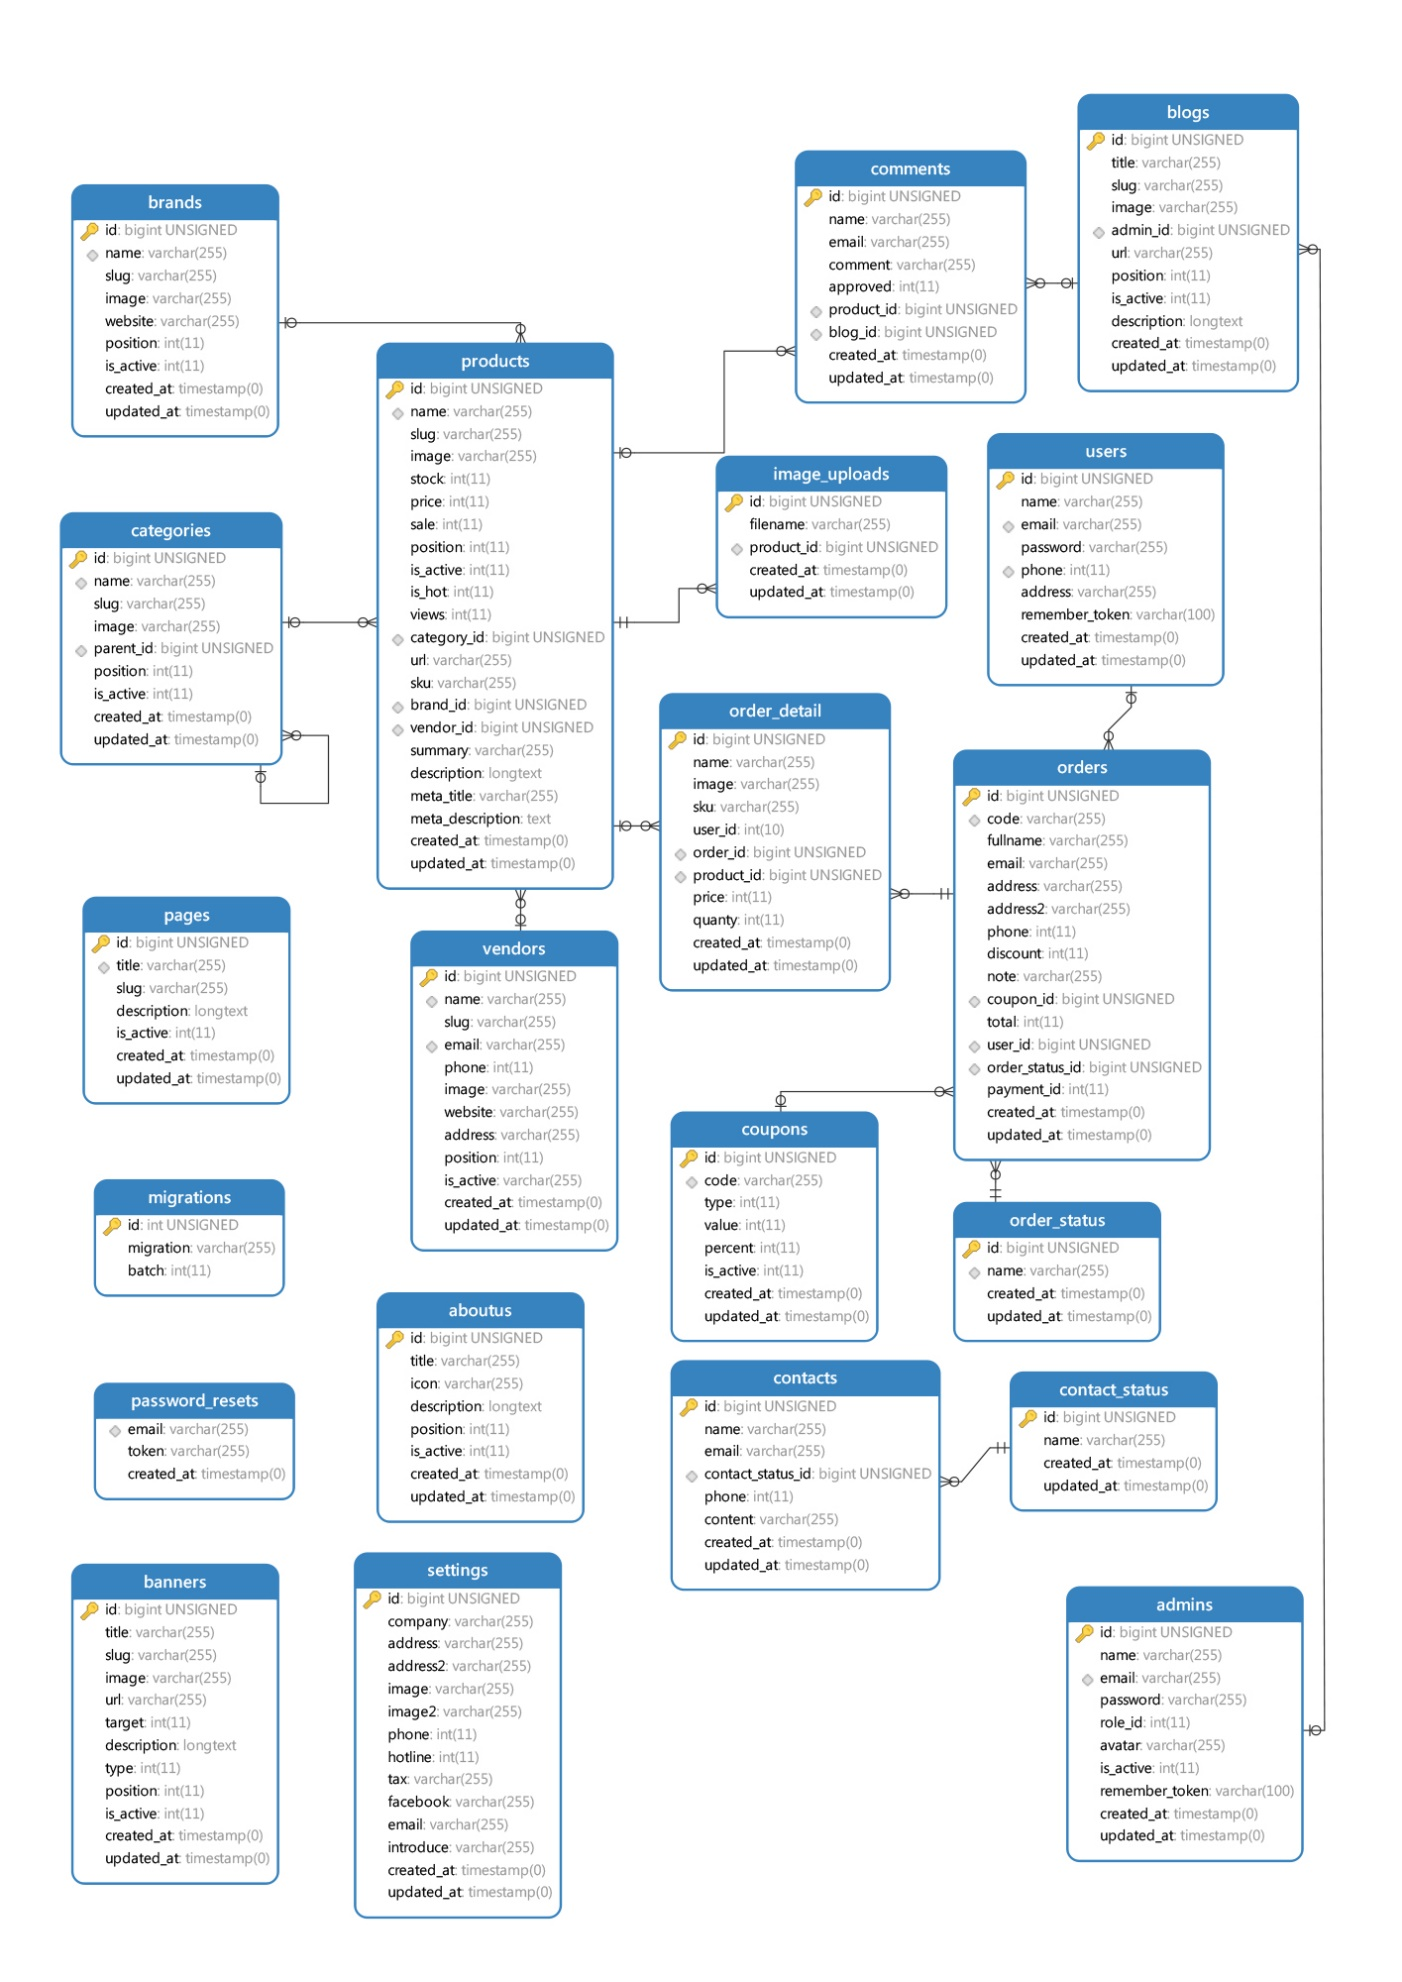 blogs
id: bigint UNSIGNED
title: varchar(255)
slug: varchar(255)
image: varchar(255)
admin_id: bigint UNSIGNED
url: varchar(255)
position: int(11)
is_active: int(11)
description: longtext
created_at: timestamp(0)
updated_at: timestamp(0)
comments
id: bigint UNSIGNED
name: varchar(255)
email: varchar(255)
comment: varchar(255)
approved: int(11)
product_id: bigint UNSIGNED
blog_id: bigint UNSIGNED
created_at: timestamp(0)
updated_at: timestamp(0)
brands
id: bigint UNSIGNED
name: varchar(255)
slug: varchar(255)
image: varchar(255)
website: varchar(255)
position: int(11)
is_active: int(11)
created_at: timestamp(0)
updated_at: timestamp(0)
products
id: bigint UNSIGNED
name: varchar(255)
slug: varchar(255)
image: varchar(255)
stock: int(11)
price: int(11)
sale: int(11)
position: int(11)
is_active: int(11)
is_hot: int(11)
views: int(11)
category_id: bigint UNSIGNED
url: varchar(255)
sku: varchar(255)
brand_id: bigint UNSIGNED
vendor_id: bigint UNSIGNED
summary: varchar(255)
description: longtext
meta_title: varchar(255)
meta_description: text
created_at: timestamp(0)
updated_at: timestamp(0)
users
id: bigint UNSIGNED
name: varchar(255)
email: varchar(255)
password: varchar(255)
phone: int(11)
address: varchar(255)
remember_token: varchar(100)
created_at: timestamp(0)
updated_at: timestamp(0)
image_uploads
id: bigint UNSIGNED
filename: varchar(255)
product_id: bigint UNSIGNED
created_at: timestamp(0)
updated_at: timestamp(0)
categories
id: bigint UNSIGNED
name: varchar(255)
slug: varchar(255)
image: varchar(255)
parent_id: bigint UNSIGNED
position: int(11)
is_active: int(11)
created_at: timestamp(0)
updated_at: timestamp(0)
order_detail
id: bigint UNSIGNED
name: varchar(255)
image: varchar(255)
sku: varchar(255)
user_id: int(10)
order_id: bigint UNSIGNED
product_id: bigint UNSIGNED
price: int(11)
quanty: int(11)
created_at: timestamp(0)
updated_at: timestamp(0)
orders
id: bigint UNSIGNED
code: varchar(255)
fullname: varchar(255)
email: varchar(255)
address: varchar(255)
address2: varchar(255)
phone: int(11)
discount: int(11)
note: varchar(255)
coupon_id: bigint UNSIGNED
total: int(11)
user_id: bigint UNSIGNED
order_status_id: bigint UNSIGNED
payment_id: int(11)
created_at: timestamp(0)
updated_at: timestamp(0)
pages
id: bigint UNSIGNED
title: varchar(255)
slug: varchar(255)
description: longtext
is_active: int(11)
created_at: timestamp(0)
updated_at: timestamp(0)
vendors
id: bigint UNSIGNED
name: varchar(255)
slug: varchar(255)
email: varchar(255)
phone: int(11)
image: varchar(255)
website: varchar(255)
address: varchar(255)
position: int(11)
is_active: varchar(255)
created_at: timestamp(0)
updated_at: timestamp(0)
coupons
id: bigint UNSIGNED
code: varchar(255)
type: int(11)
value: int(11)
percent: int(11)
is_active: int(11)
created_at: timestamp(0)
updated_at: timestamp(0)
migrations
id: int UNSIGNED
migration: varchar(255)
batch: int(11)
order_status
id: bigint UNSIGNED
name: varchar(255)
created_at: timestamp(0)
updated_at: timestamp(0)
aboutus
id: bigint UNSIGNED
title: varchar(255)
icon: varchar(255)
description: longtext
position: int(11)
is_active: int(11)
created_at: timestamp(0)
updated_at: timestamp(0)
contacts
id: bigint UNSIGNED
name: varchar(255)
email: varchar(255)
contact_status_id: bigint UNSIGNED
phone: int(11)
content: varchar(255)
created_at: timestamp(0)
updated_at: timestamp(0)
contact_status
id: bigint UNSIGNED
name: varchar(255)
created_at: timestamp(0)
updated_at: timestamp(0)
password_resets
email: varchar(255)
token: varchar(255)
created_at: timestamp(0)
banners
id: bigint UNSIGNED
title: varchar(255)
slug: varchar(255)
image: varchar(255)
url: varchar(255)
target: int(11)
description: longtext
type: int(11)
position: int(11)
is_active: int(11)
created_at: timestamp(0)
updated_at: timestamp(0)
settings
id: bigint UNSIGNED
company: varchar(255)
address: varchar(255)
address2: varchar(255)
image: varchar(255)
image2: varchar(255)
phone: int(11)
hotline: int(11)
tax: varchar(255)
facebook: varchar(255)
email: varchar(255)
introduce: varchar(255)
created_at: timestamp(0)
updated_at: timestamp(0)
admins
id: bigint UNSIGNED
name: varchar(255)
email: varchar(255)
password: varchar(255)
role_id: int(11)
avatar: varchar(255)
is_active: int(11)
remember_token: varchar(100)
created_at: timestamp(0)
updated_at: timestamp(0)